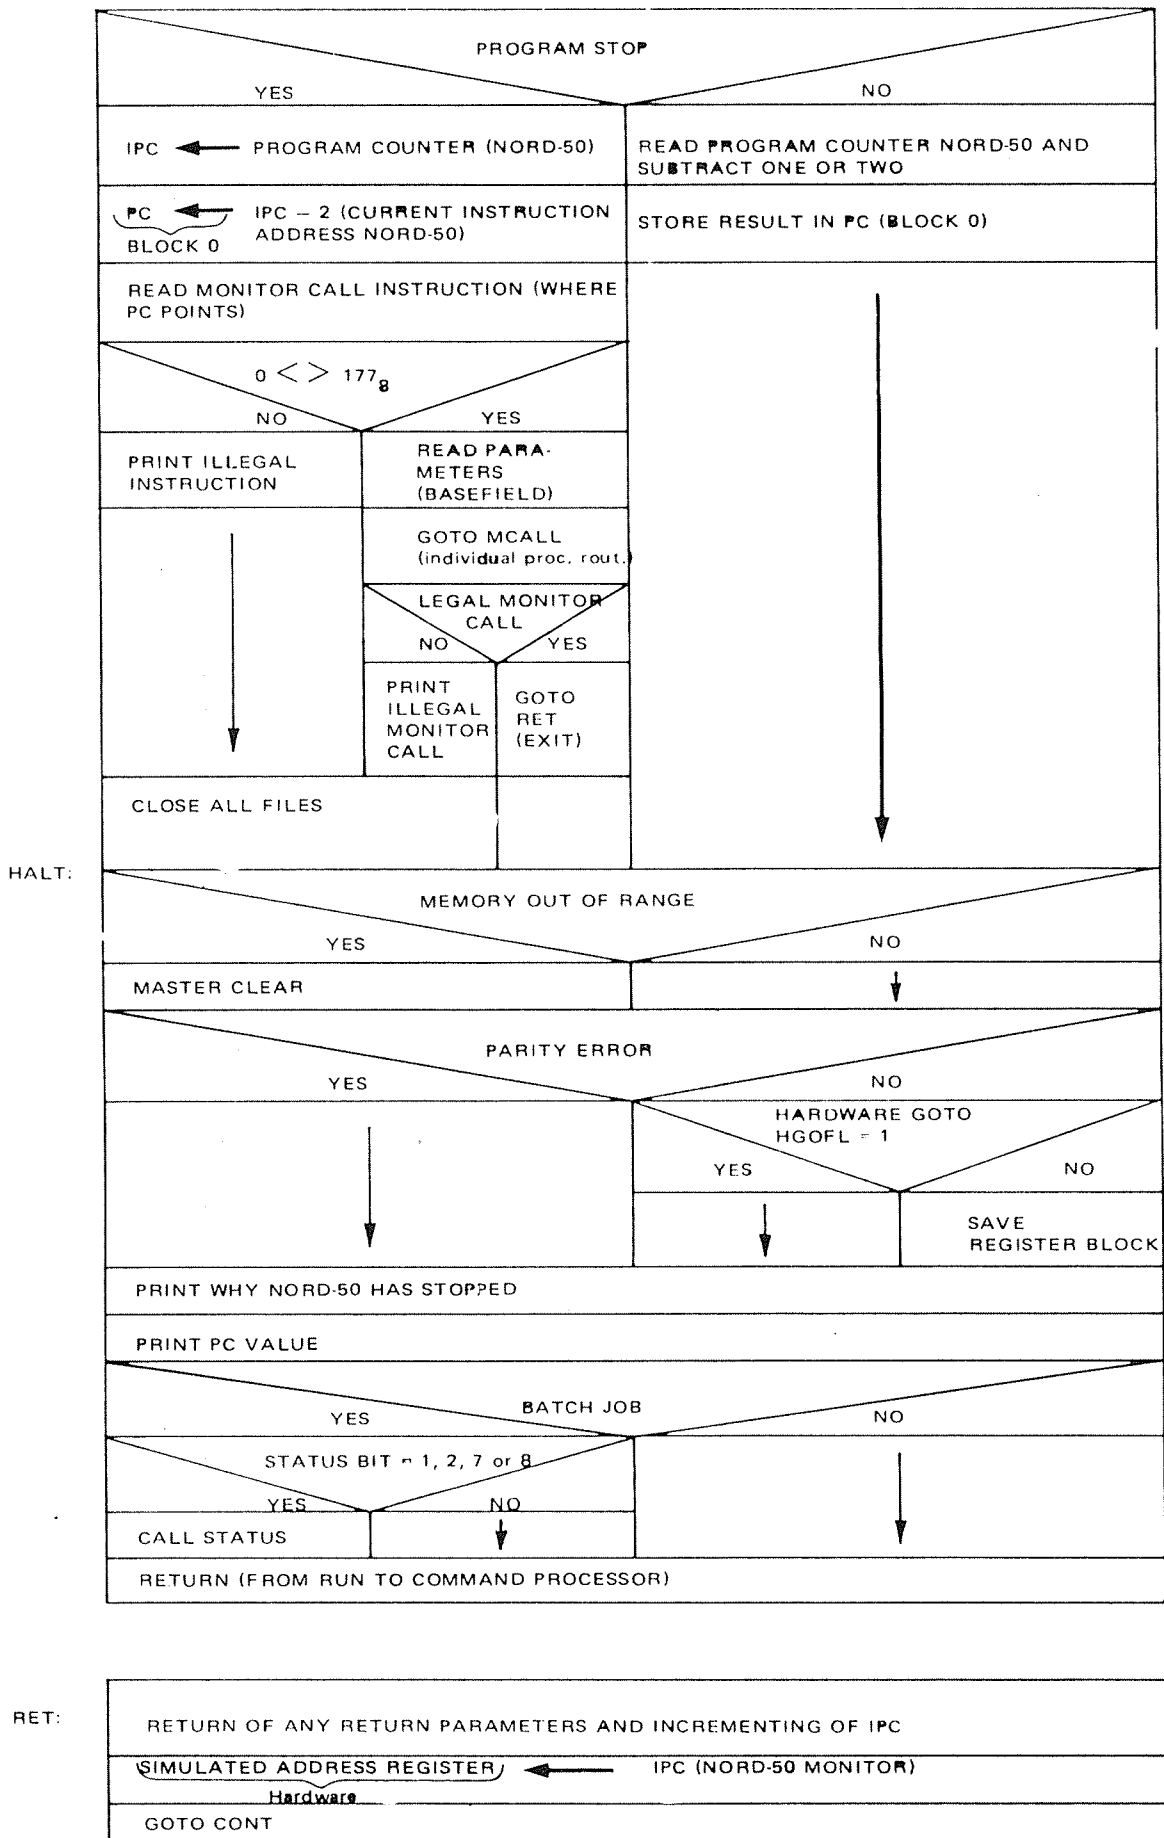 PROGRAM STOP
YES
NO
IPC ← PROGRAM COUNTER (NORD-50)
READ PROGRAM COUNTER NORD-50 AND
SUBTRACT ONE OR TWO
PC ← IPC – 2 (CURRENT INSTRUCTION
ADDRESS NORD-50)
BLOCK 0
STORE RESULT IN PC (BLOCK 0)
READ MONITOR CALL INSTRUCTION (WHERE
PC POINTS)
0 < > 177₈
NO
YES
PRINT ILLEGAL
INSTRUCTION
READ PARA-
METERS
(BASEFIELD)
GOTO MCALL
(individual proc. rout.)
LEGAL MONITOR
CALL
NO
YES
PRINT
ILLEGAL
MONITOR
CALL
GOTO
RET
(EXIT)
CLOSE ALL FILES
HALT:
MEMORY OUT OF RANGE
YES
NO
MASTER CLEAR
PARITY ERROR
YES
NO
HARDWARE GOTO
HGOFL = 1
YES
NO
SAVE
REGISTER BLOCK
PRINT WHY NORD-50 HAS STOPPED
PRINT PC VALUE
BATCH JOB
YES
NO
STATUS BIT = 1, 2, 7 or 8
YES
NO
CALL STATUS
RETURN (FROM RUN TO COMMAND PROCESSOR)
RET:
RETURN OF ANY RETURN PARAMETERS AND INCREMENTING OF IPC
SIMULATED ADDRESS REGISTER ← IPC (NORD-50 MONITOR)
Hardware
GOTO CONT